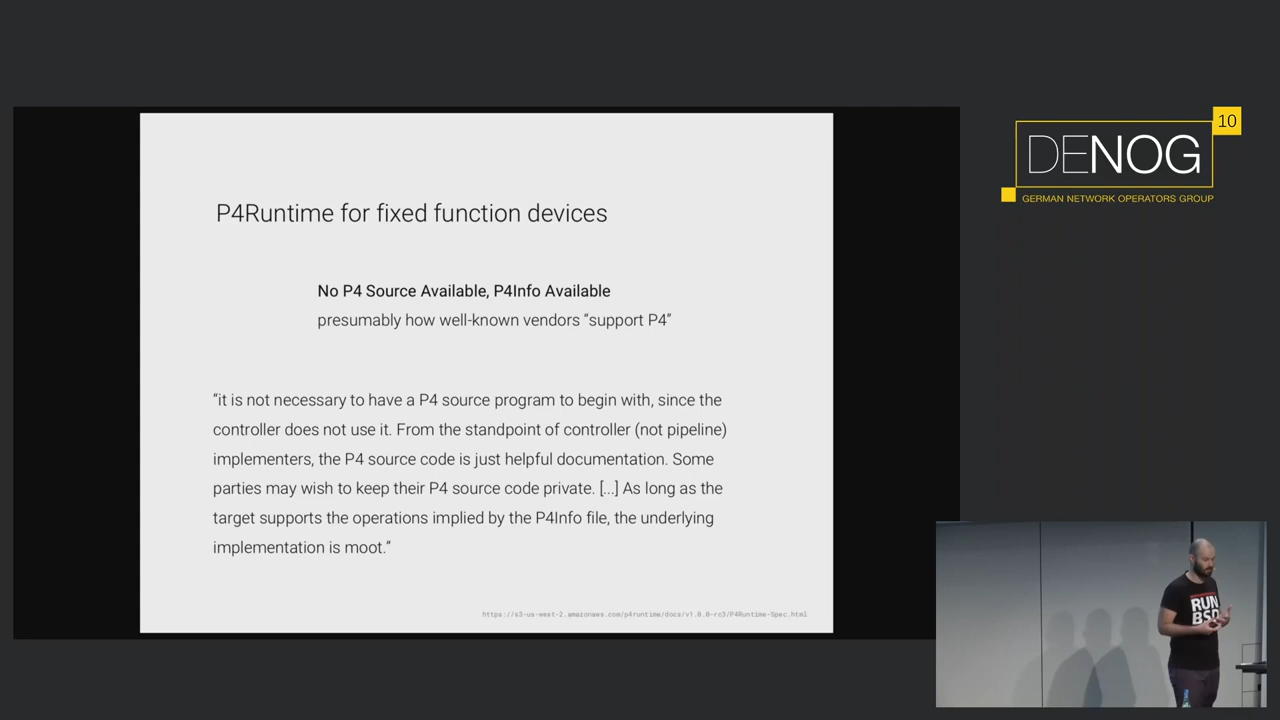 P4Runtime for fixed function devices
No P4 Source Available, P4Info Available
presumably how well-known vendors “support P4”
“it is not necessary to have a P4 source program to begin with, since the
controller does not use it. From the standpoint of controller (not pipeline)
implementers, the P4 source code is just helpful documentation. Some
parties may wish to keep their P4 source code private. [...] As long as the
target supports the operations implied by the P4Info file, the underlying
implementation is moot.”
https://s3-us-west-2.amazonaws.com/p4runtime/docs/v1.0.0-rc3/P4Runtime-Spec.html
10
DENOG
GERMAN NETWORK OPERATORS GROUP
RUN
BSD